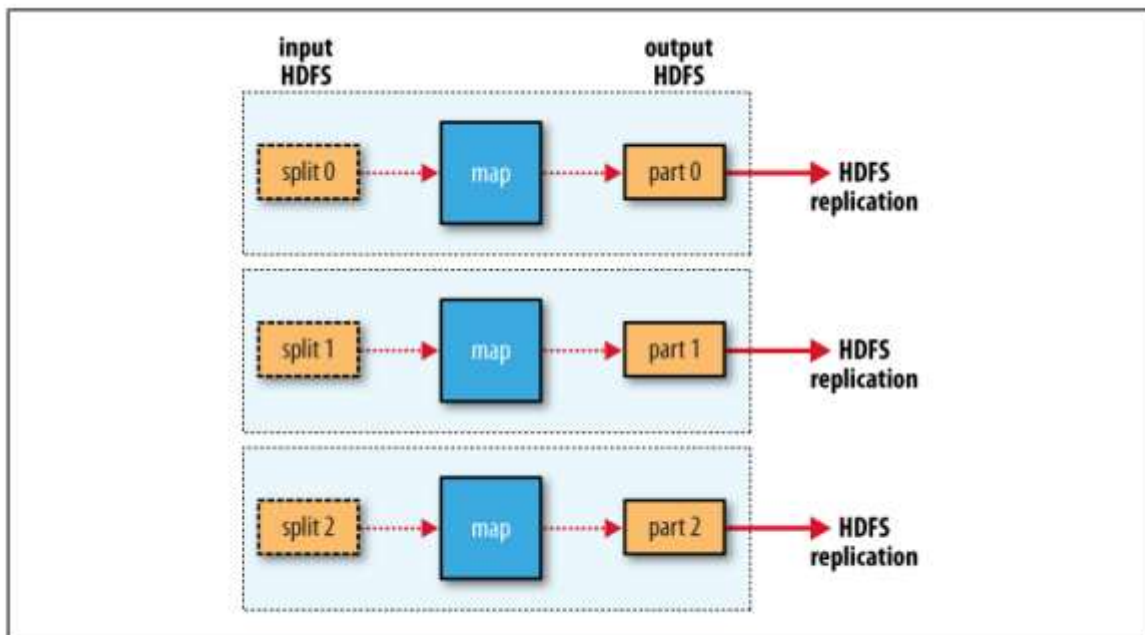 input
HDFS
output
HDFS
split 0
map
part 0
HDFS
replication
split 1
map
part 1
HDFS
replication
split 2
map
part 2
HDFS
replication